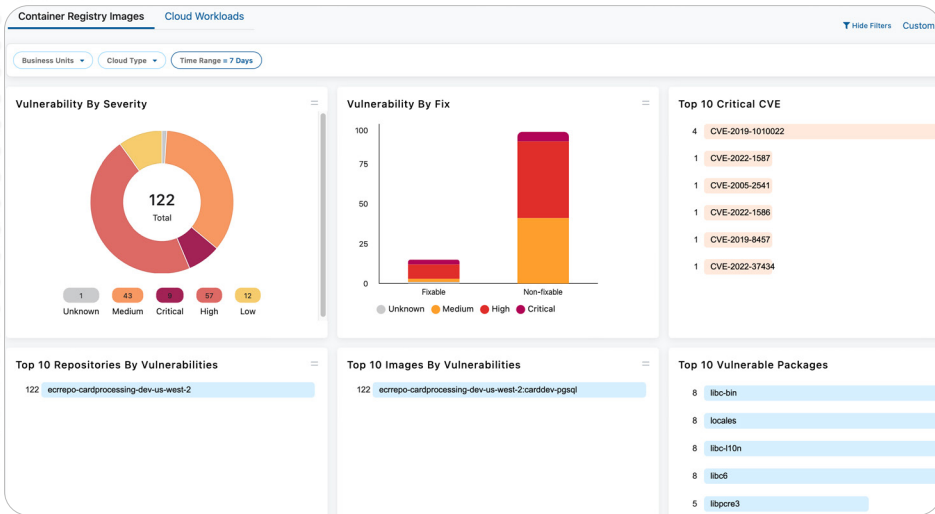 Container Registry Images
Cloud Workloads
Hide Filters
Custom
Business Units
Cloud Type
Time Range = 7 Days
Vulnerability By Severity
122
Total
1
43
57
12
Unknown
Medium
Critical
High
Low
Vulnerability By Fix
100
75
50
25
0
Fixable
Non-fixable
Unknown
Medium
High
Critical
Top 10 Critical CVE
4 CVE-2019-1010022
1 CVE-2022-1587
1 CVE-2005-2541
1 CVE-2022-1586
1 CVE-2019-8457
1 CVE-2022-37434
Top 10 Repositories By Vulnerabilities
122 ecrrepo-cardprocessing-dev-us-west-2
Top 10 Images By Vulnerabilities
122 ecrrepo-cardprocessing-dev-us-west-2:carddev-pgsql
Top 10 Vulnerable Packages
8 libc-bin
8 locales
8 libc-l10n
8 libc6
5 libpcre3